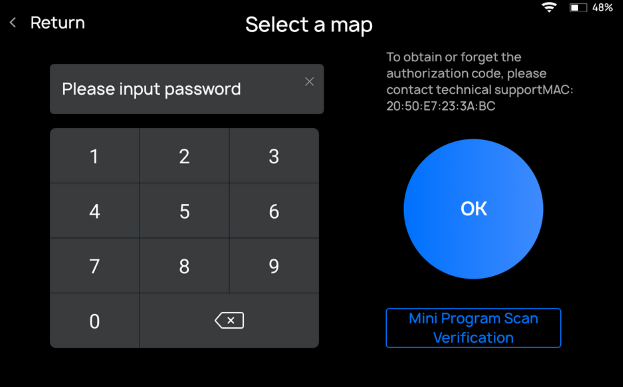 Return
Select a map
48%
Please input password
To obtain or forget the
authorization code, please
contact technical supportMAC:
20:50:E7:23:3A:BC
1 2 3
4 5 6
7 8 9
0
OK
Mini Program Scan
Verification